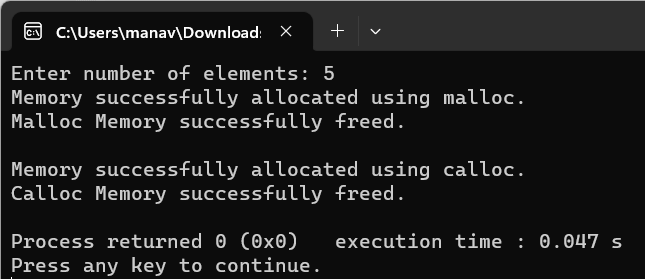 C:\Users\manav\Download:
Enter number of elements: 5
Memory successfully allocated using malloc.
Malloc Memory successfully freed.
Memory successfully allocated using calloc.
Calloc Memory successfully freed.
Process returned 0 (0x0)   execution time : 0.047 s
Press any key to continue.